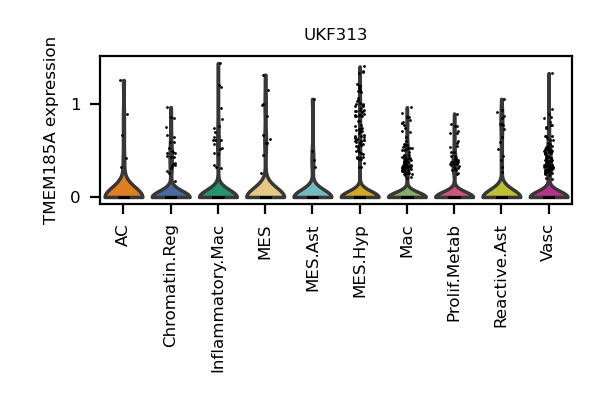 UKF313
TMEM185A expression
1
0
AC
Chromatin.Reg
Inflammatory.Mac
MES
MES.Ast
MES.Hyp
Mac
Prolif.Metab
Reactive.Ast
Vasc